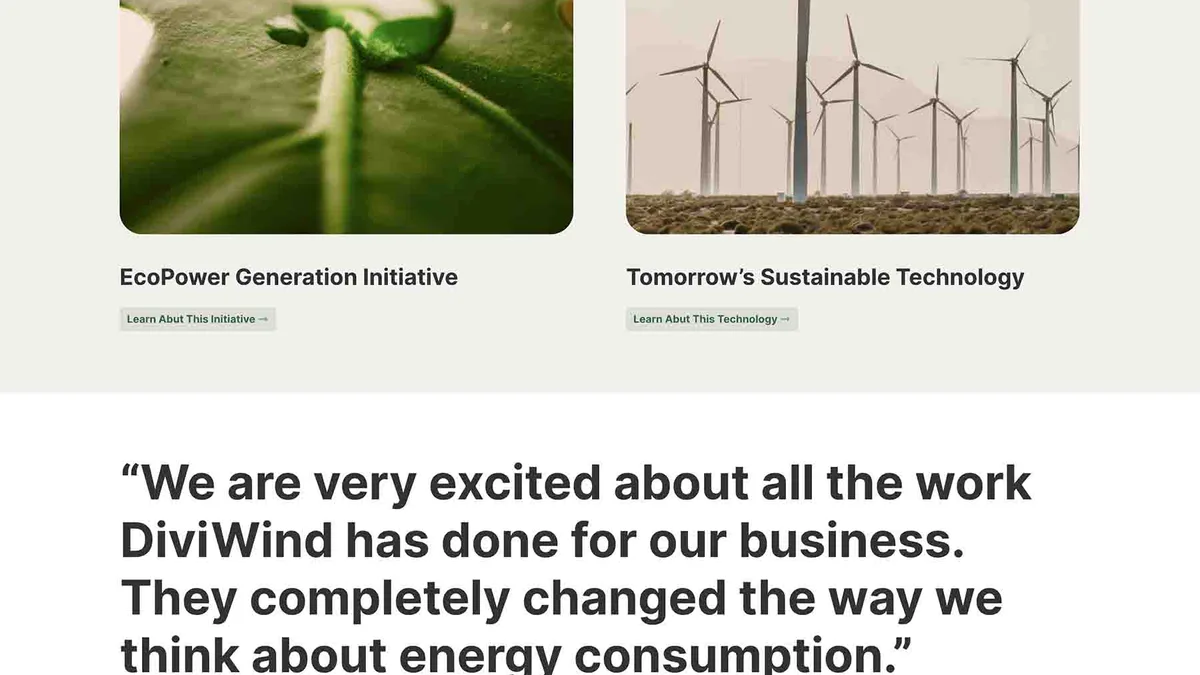 EcoPower Generation Initiative
Learn Abut This Initiative →
Tomorrow’s Sustainable Technology
Learn Abut This Technology →
“We are very excited about all the work
DiviWind has done for our business.
They completely changed the way we
think about energy consumption.”